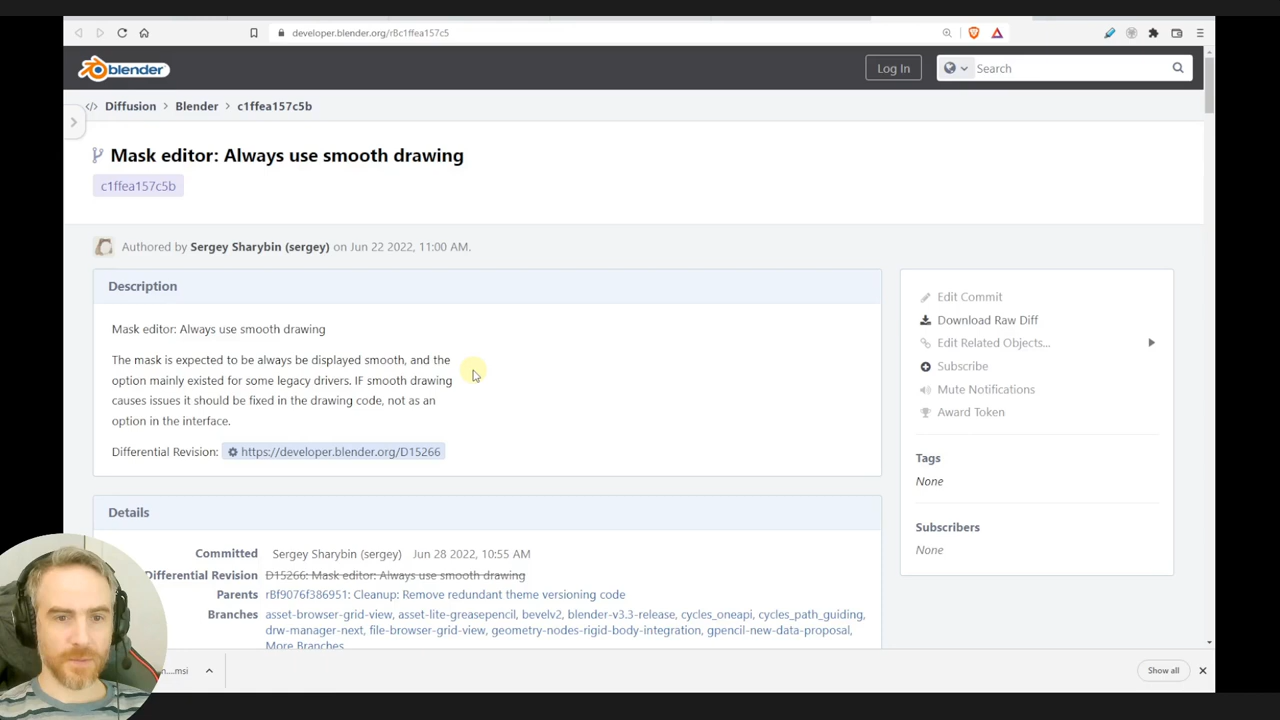 developer.blender.org/rBc1ffea157c5
blender
Log In
Search
Diffusion > Blender > c1ffea157c5b
Mask editor: Always use smooth drawing
c1ffea157c5b
Authored by Sergey Sharybin (sergey) on Jun 22 2022, 11:00 AM.
Description
Mask editor: Always use smooth drawing
The mask is expected to be always be displayed smooth, and the
option mainly existed for some legacy drivers. IF smooth drawing
causes issues it should be fixed in the drawing code, not as an
option in the interface.
Differential Revision: https://developer.blender.org/D15266
Edit Commit
Download Raw Diff
Edit Related Objects...
Subscribe
Mute Notifications
Award Token
Tags
None
Subscribers
None
Details
Committed Sergey Sharybin (sergey) Jun 28 2022, 10:55 AM
Differential Revision D15266: Mask editor: Always use smooth drawing
Parents rBf9076f386951: Cleanup: Remove redundant theme versioning code
Branches asset-browser-grid-view, asset-lite-greasepencil, bevelv2, blender-v3.3-release, cycles_oneapi, cycles_path_guiding,
drw-manager-next, file-browser-grid-view, geometry-nodes-rigid-body-integration, gpencil-new-data-proposal,
More Branches
n....msi
Show all